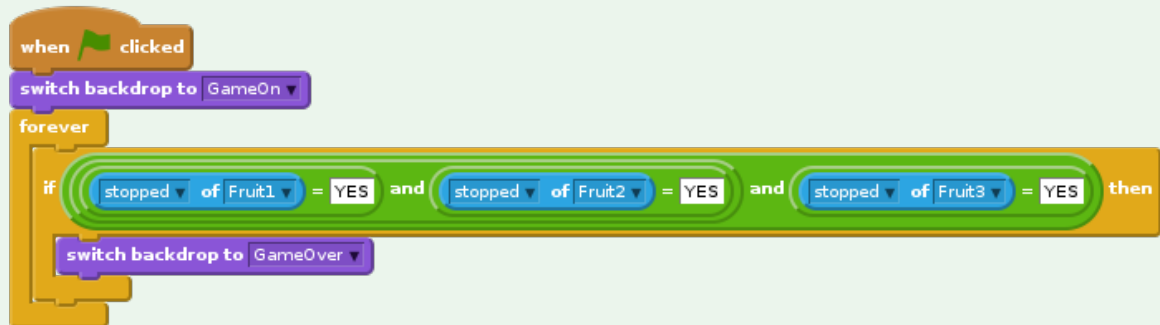 when clicked
switch backdrop to GameOn
forever
if stopped of Fruit1 = YES and stopped of Fruit2 = YES and stopped of Fruit3 = YES then
switch backdrop to GameOver